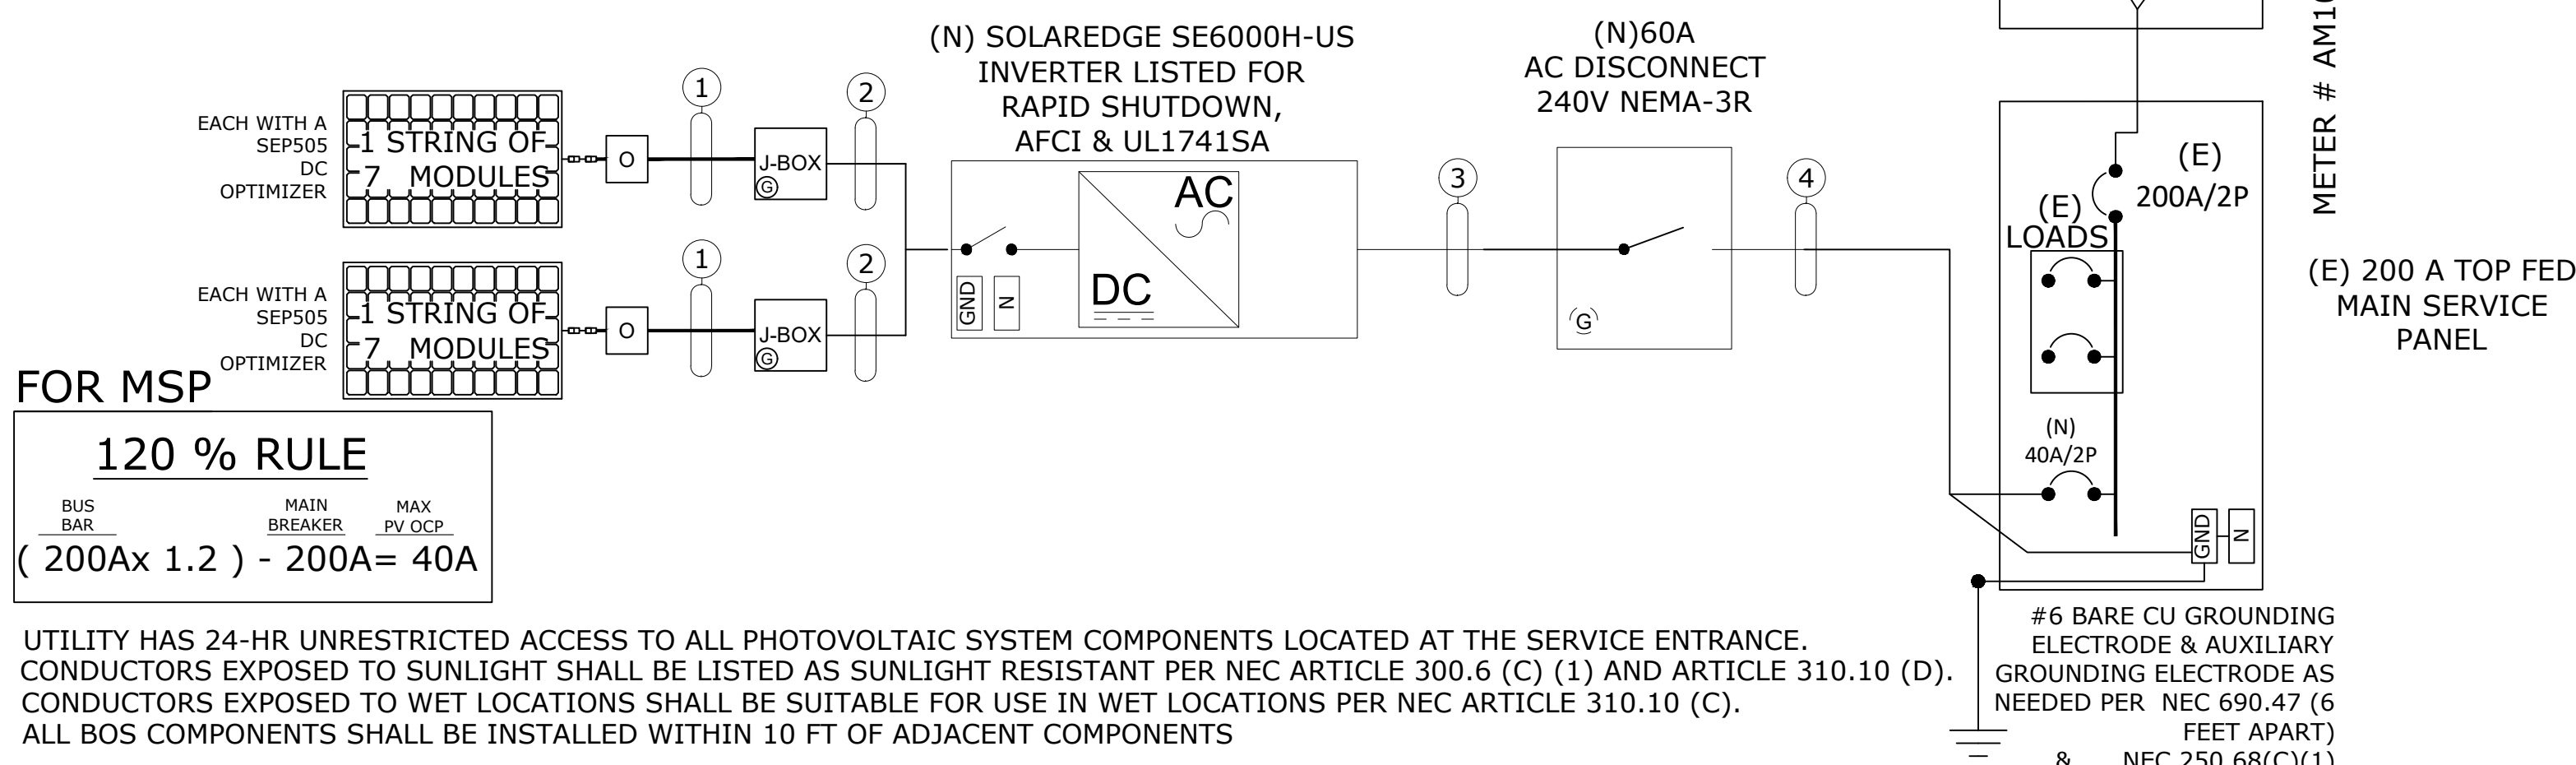 (N) SOLAREDGE SE6000H-US
INVERTER LISTED FOR
RAPID SHUTDOWN,
AFCI & UL1741SA
(N)60A
AC DISCONNECT
240V NEMA-3R
METER # AM10
EACH WITH A
SEP505
DC
OPTIMIZER
1 STRING OF
7 MODULES
O
1
J-BOX
G
2
EACH WITH A
SEP505
DC
OPTIMIZER
1 STRING OF
7 MODULES
O
1
J-BOX
G
2
GND
N
AC
DC
3
G
4
(E)
200A/2P
(E)
LOADS
(N)
40A/2P
GND
N
(E) 200 A TOP FED
MAIN SERVICE
PANEL
FOR MSP
120 % RULE
BUS
BAR
MAIN
BREAKER
MAX
PV OCP
( 200Ax 1.2 ) - 200A= 40A
UTILITY HAS 24-HR UNRESTRICTED ACCESS TO ALL PHOTOVOLTAIC SYSTEM COMPONENTS LOCATED AT THE SERVICE ENTRANCE.
CONDUCTORS EXPOSED TO SUNLIGHT SHALL BE LISTED AS SUNLIGHT RESISTANT PER NEC ARTICLE 300.6 (C) (1) AND ARTICLE 310.10 (D).
CONDUCTORS EXPOSED TO WET LOCATIONS SHALL BE SUITABLE FOR USE IN WET LOCATIONS PER NEC ARTICLE 310.10 (C).
ALL BOS COMPONENTS SHALL BE INSTALLED WITHIN 10 FT OF ADJACENT COMPONENTS
#6 BARE CU GROUNDING
ELECTRODE & AUXILIARY
GROUNDING ELECTRODE AS
NEEDED PER NEC 690.47 (6
FEET APART)
& NEC 250.68(C)(1)